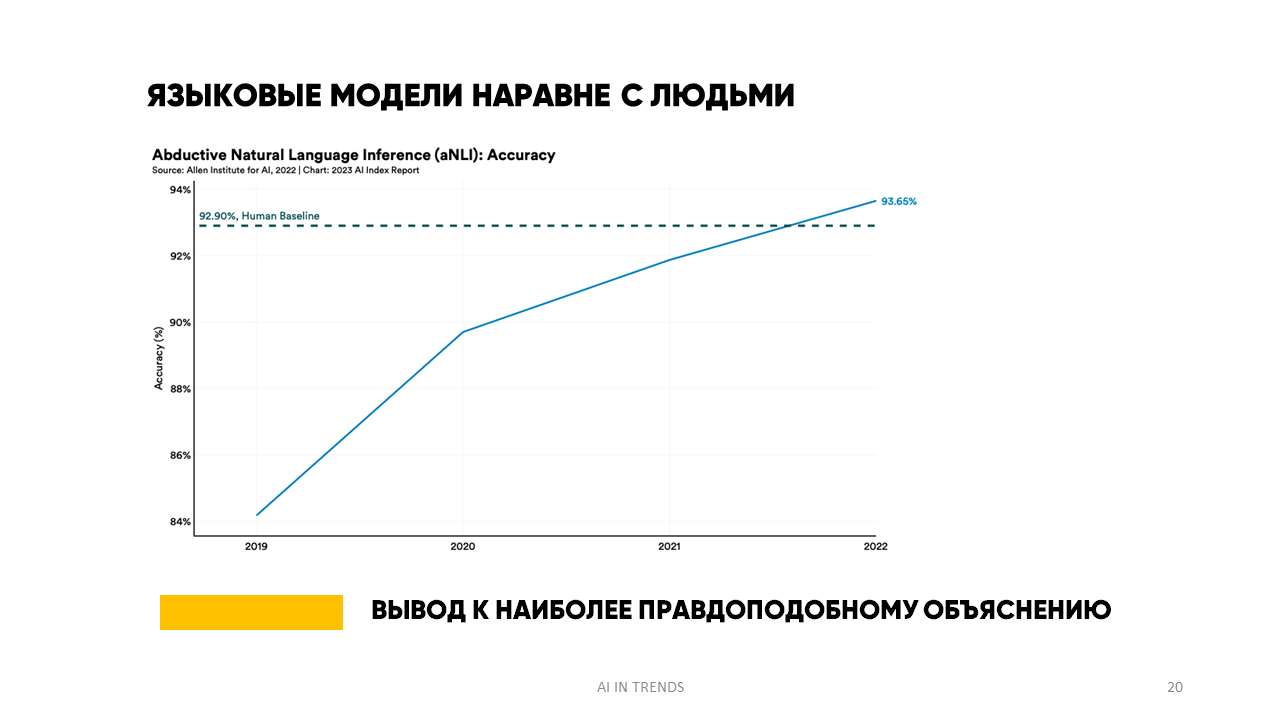 ЯЗЫКОВЫЕ МОДЕЛИ НАРАВНЕ С ЛЮДЬМИ
Abductive Natural Language Inference (aNLI): Accuracy
Source: Allen Institute for AI, 2022 | Chart: 2023 AI Index Report
94%
93.65%
92.90%, Human Baseline
92%
90%
Accuracy (%)
88%
86%
84%
2019 2020 2021 2022
ВЫВОД К НАИБОЛЕЕ ПРАВДОПОДОБНОМУ ОБЪЯСНЕНИЮ
AI IN TRENDS 20